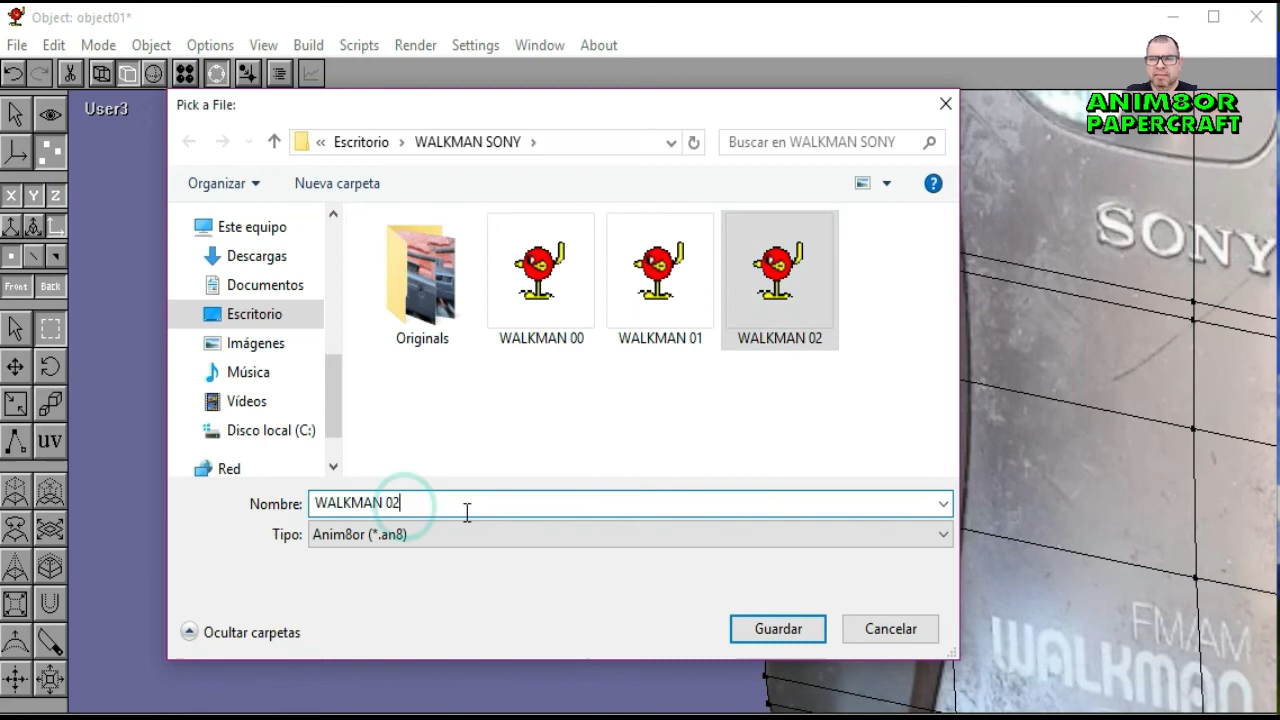 Object: object01*
File Edit Mode Object Options View Build Scripts Render Settings Window About
ANIM8OR
PAPERCRAFT
User3
Pick a File:
« Escritorio › WALKMAN SONY ›
Buscar en WALKMAN SONY
Organizar
Nueva carpeta
X Y Z
Front Back
uv
Este equipo
Descargas
Documentos
Escritorio
Imágenes
Música
Vídeos
Disco local (C:)
Red
Originals
WALKMAN 00
WALKMAN 01
WALKMAN 02
Nombre: WALKMAN 02
Tipo: Anim8or (*.an8)
Ocultar carpetas
Guardar
Cancelar
SONY
FM/AM
WALKMAN